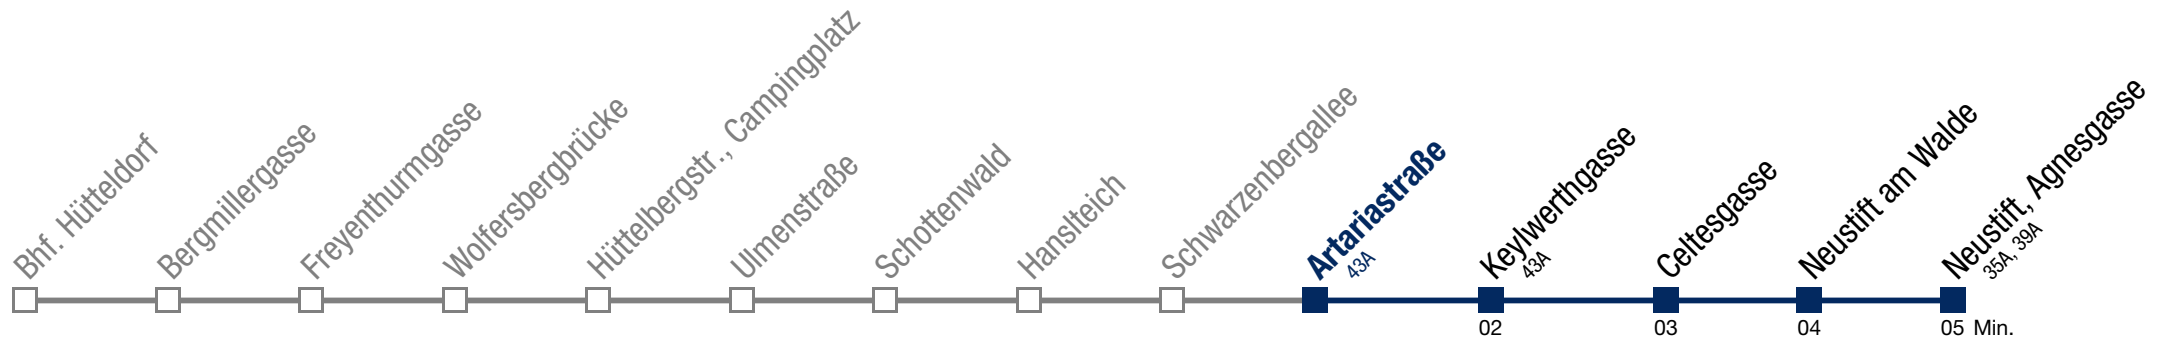 Bhf. Hütteldorf
Bergmillergasse
Freyenthurmgasse
Wolfersbergbrücke
Hüttelbergstr., Campingplatz
Ulmenstraße
Schottenwald
Hanslteich
Schwarzenbergallee
Artariastraße
43A
Keylwerthgasse
43A
Celtesgasse
Neustift am Walde
Neustift, Agnesgasse
35A, 39A
02
03
04
05 Min.